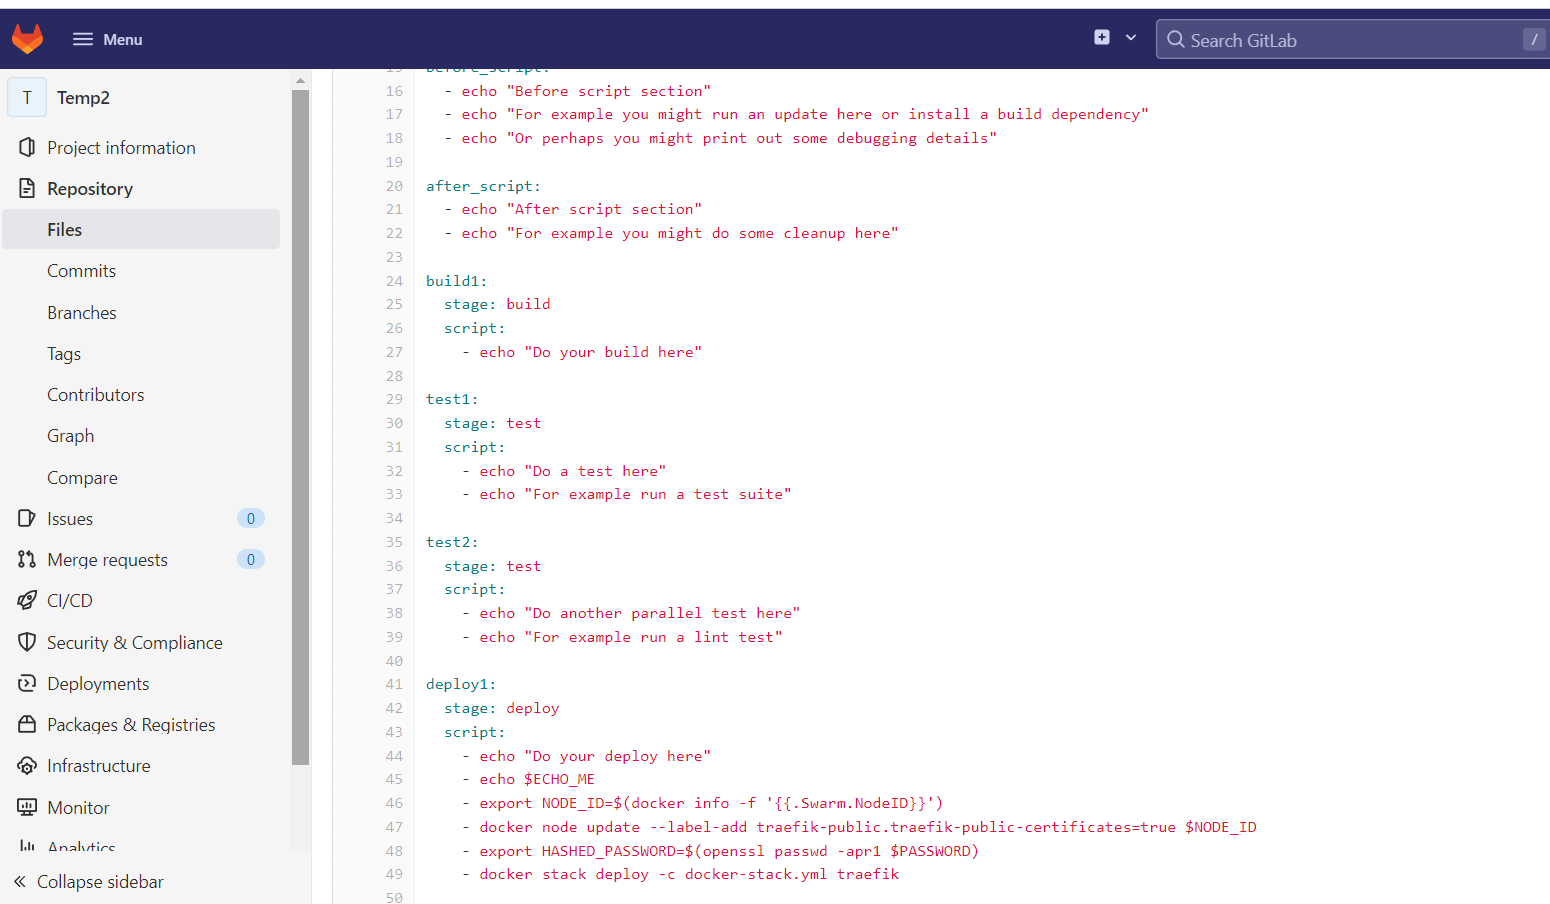 Menu
Search GitLab
/
T
Temp2
Project information
Repository
Files
Commits
Branches
Tags
Contributors
Graph
Compare
Issues 0
Merge requests 0
CI/CD
Security & Compliance
Deployments
Packages & Registries
Infrastructure
Monitor
Analytics
Collapse sidebar
15 before_script:
16 - echo "Before script section"
17 - echo "For example you might run an update here or install a build dependency"
18 - echo "Or perhaps you might print out some debugging details"
19
20 after_script:
21 - echo "After script section"
22 - echo "For example you might do some cleanup here"
23
24 build1:
25 stage: build
26 script:
27 - echo "Do your build here"
28
29 test1:
30 stage: test
31 script:
32 - echo "Do a test here"
33 - echo "For example run a test suite"
34
35 test2:
36 stage: test
37 script:
38 - echo "Do another parallel test here"
39 - echo "For example run a lint test"
40
41 deploy1:
42 stage: deploy
43 script:
44 - echo "Do your deploy here"
45 - echo $ECHO_ME
46 - export NODE_ID=$(docker info -f '{{.Swarm.NodeID}}')
47 - docker node update --label-add traefik-public.traefik-public-certificates=true $NODE_ID
48 - export HASHED_PASSWORD=$(openssl passwd -apr1 $PASSWORD)
49 - docker stack deploy -c docker-stack.yml traefik
50